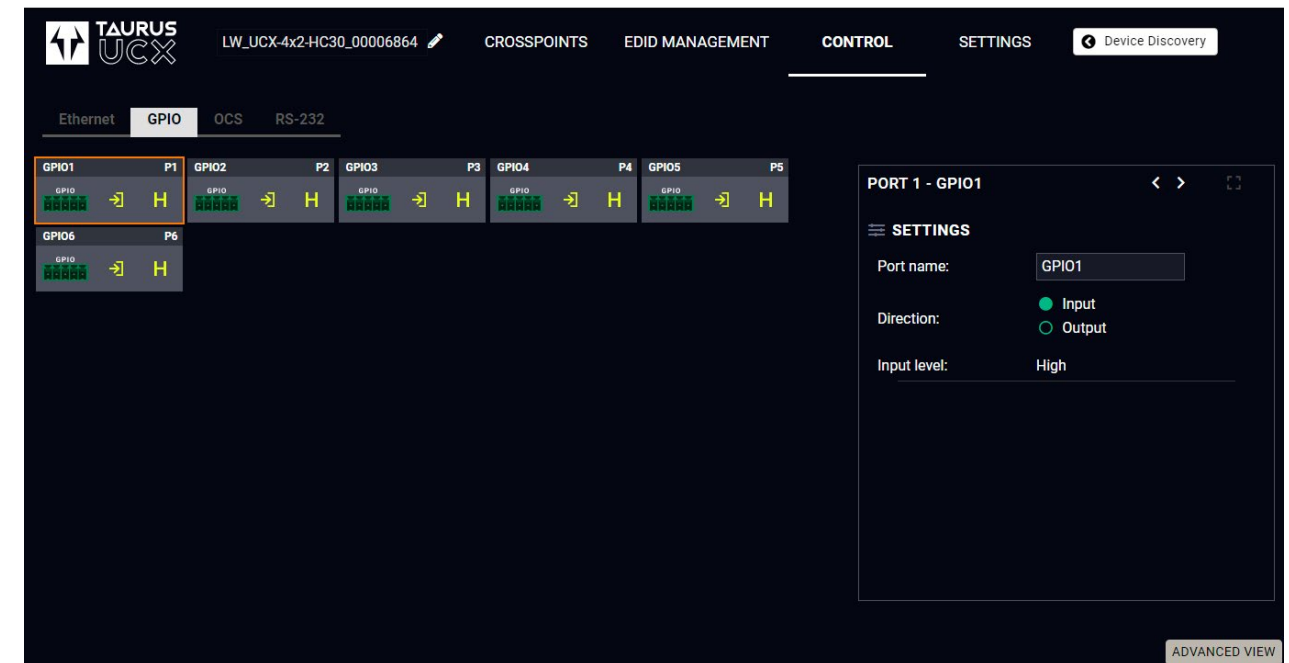 TAURUS
UCX
LW_UCX-4x2-HC30_00006864
CROSSPOINTS
EDID MANAGEMENT
CONTROL
SETTINGS
Device Discovery
Ethernet
GPIO
OCS
RS-232
GPIO1 P1
GPIO2 P2
GPIO3 P3
GPIO4 P4
GPIO5 P5
GPIO H
GPIO H
GPIO H
GPIO H
GPIO H
GPIO6 P6
GPIO H
PORT 1 - GPIO1
SETTINGS
Port name: GPIO1
Direction: Input
Output
Input level: High
ADVANCED VIEW